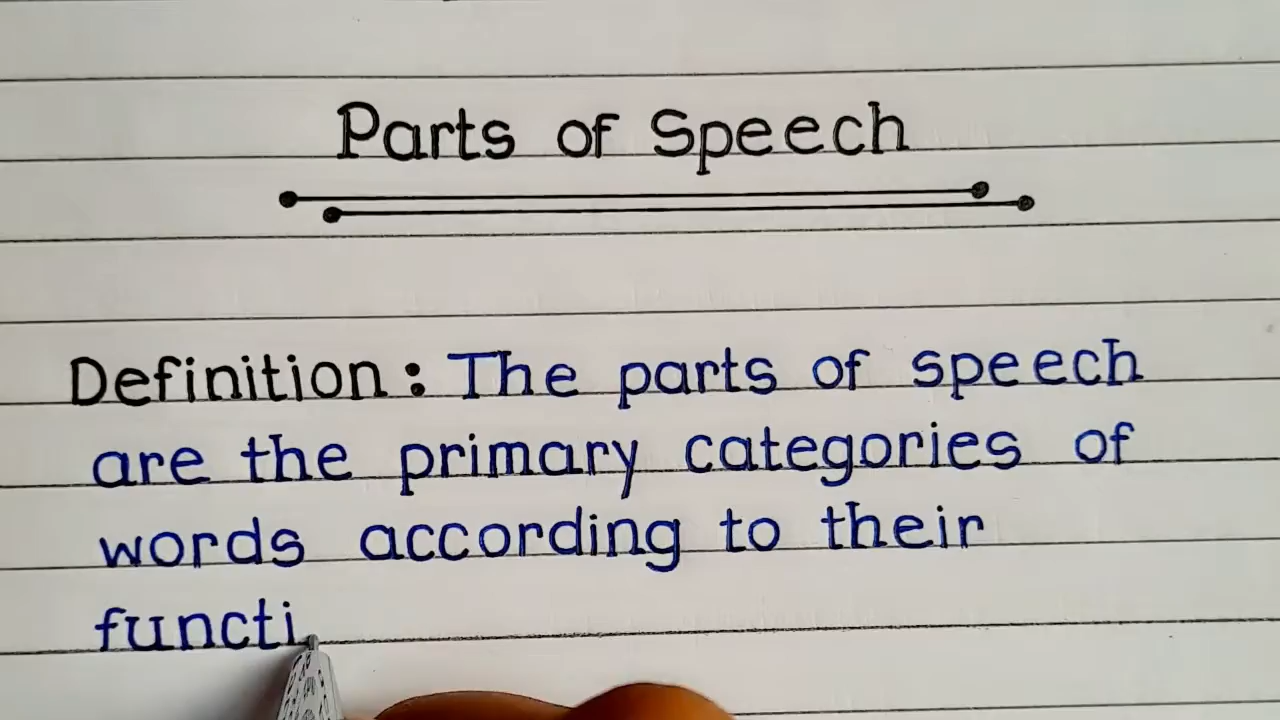 Parts of Speech
Definition: The parts of speech
are the primary categories of
words according to their
functi